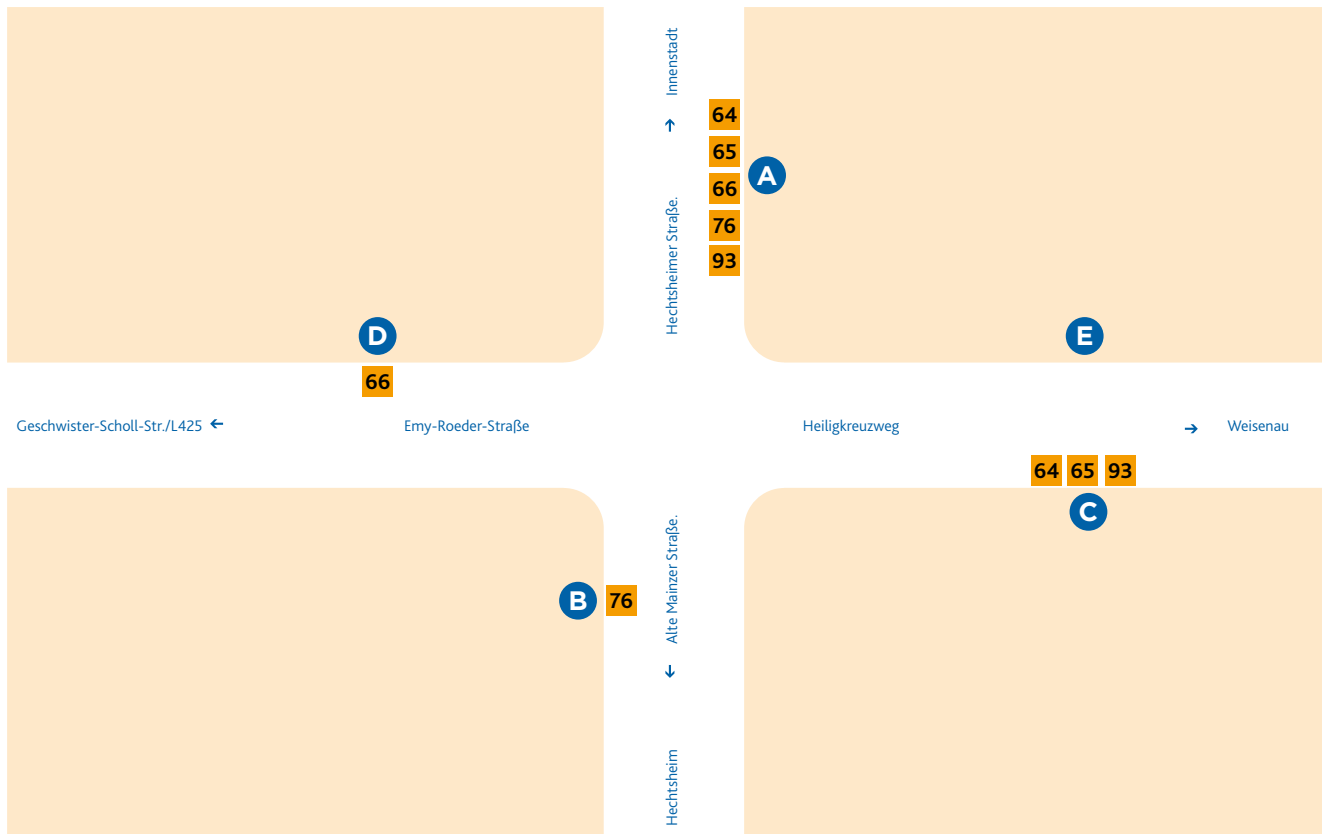 Innenstadt
Hechtsheimer Straße.
64
65
66
76
93
A
D
66
E
Geschwister-Scholl-Str./L425 ←
Emy-Roeder-Straße
Heiligkreuzweg
→ Weisenau
64 65 93
C
B
76
Alte Mainzer Straße.
Hechtsheim